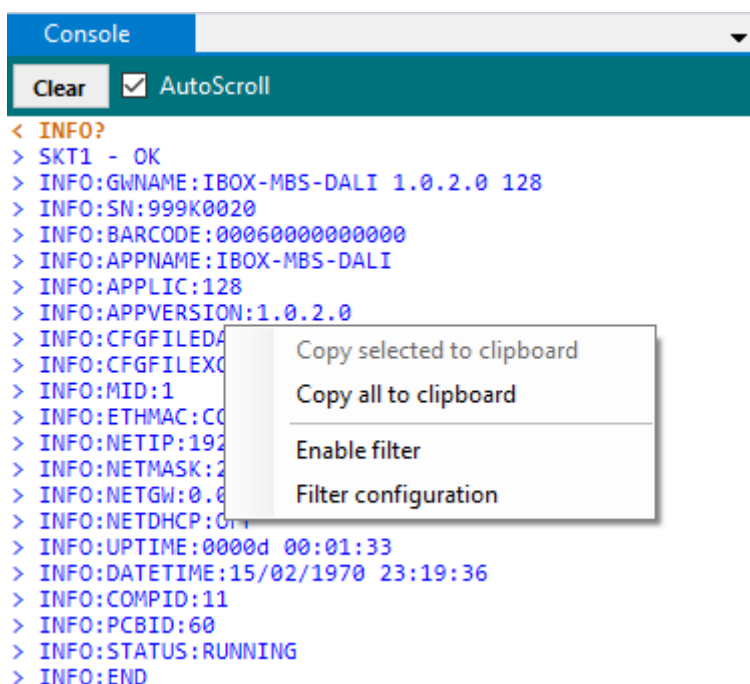 Console
Clear AutoScroll
< INFO?
> SKT1 - OK
> INFO:GWNAME:IBOX-MBS-DALI 1.0.2.0 128
> INFO:SN:999K0020
> INFO:BARCODE:00060000000000
> INFO:APPNAME:IBOX-MBS-DALI
> INFO:APPLIC:128
> INFO:APPVERSION:1.0.2.0
> INFO:CFGFILEDA
> INFO:CFGFILEXC
> INFO:MID:1
> INFO:ETHMAC:CC
> INFO:NETIP:192
> INFO:NETMASK:2
> INFO:NETGW:0.0
> INFO:NETDHCP:OFF
> INFO:UPTIME:0000d 00:01:33
> INFO:DATETIME:15/02/1970 23:19:36
> INFO:COMPID:11
> INFO:PCBID:60
> INFO:STATUS:RUNNING
> INFO:END
Copy selected to clipboard
Copy all to clipboard
Enable filter
Filter configuration